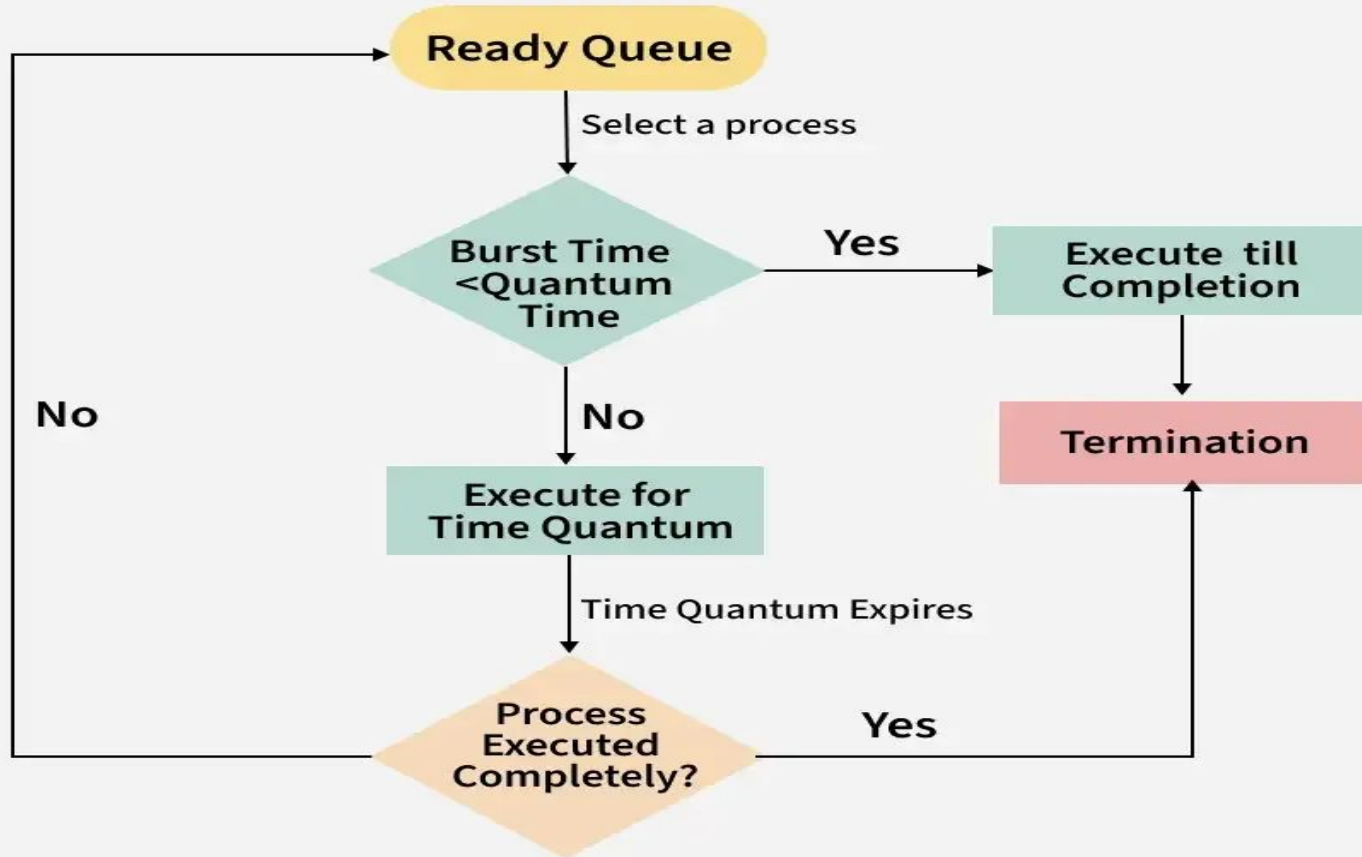 Ready Queue
Select a process
Burst Time
<Quantum
Time
Yes
Execute till
Completion
No
No
Termination
Execute for
Time Quantum
Time Quantum Expires
Process
Executed
Completely?
Yes